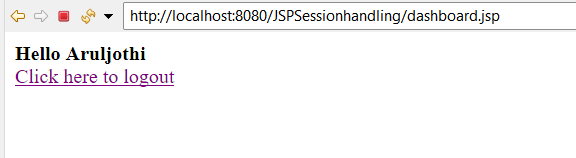 http://localhost:8080/JSPSessionhandling/dashboard.jsp
Hello Aruljothi
Click here to logout